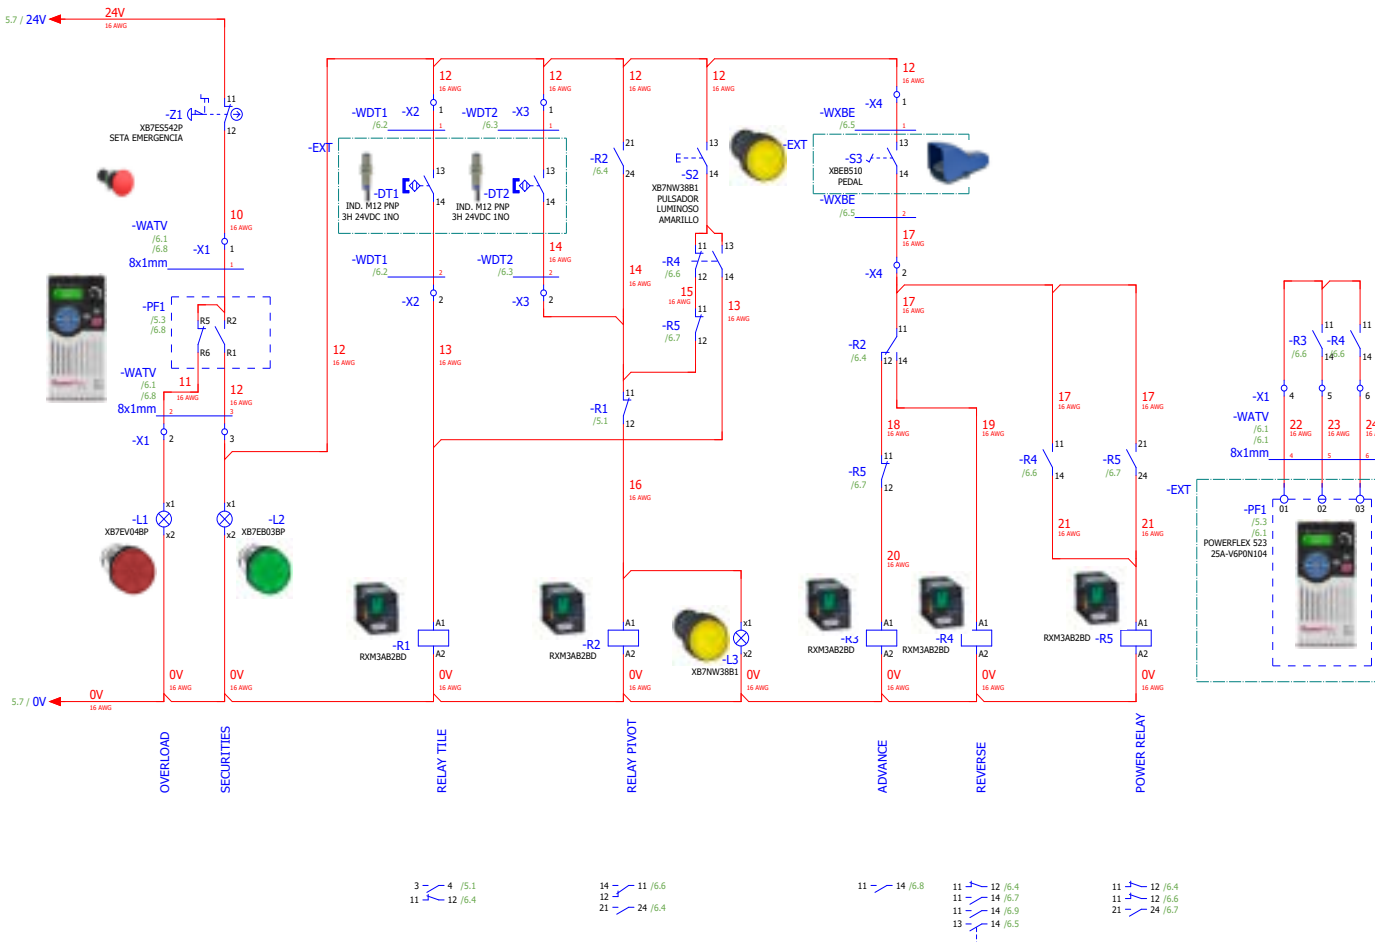 5.7 / 24V
24V
16 AWG
-Z1
XB7ES542P
SETA EMERGENCIA
11
12
10
16 AWG
-WATV
/6.1
/6.8
8x1mm
-X1
1
1
-PF1
/5.3
/6.8
R5
R2
R6
R1
-WATV
/6.1
/6.8
8x1mm
11
16 AWG
12
16 AWG
2
3
-X1
2
3
x1
x1
-L1
XB7EV04BP
x2
-L2
XB7EB03BP
x2
0V
16 AWG
0V
16 AWG
5.7 / 0V
0V
16 AWG
OVERLOAD
SECURITIES
12
16 AWG
12
16 AWG
-WDT1
/6.2
-X2
1
1
-EXT
-DT1
IND. M12 PNP
3H 24VDC 1NO
13
14
-WDT1
/6.2
2
-X2
2
13
16 AWG
A1
-R1
RXM3AB2BD
A2
0V
16 AWG
RELAY TILE
12
16 AWG
-WDT2
/6.3
-X3
1
1
-DT2
IND. M12 PNP
3H 24VDC 1NO
13
14
14
16 AWG
-WDT2
/6.3
2
-X3
2
12
16 AWG
-R2
/6.4
21
24
14
16 AWG
-R1
/5.1
11
12
16
16 AWG
A1
-R2
RXM3AB2BD
A2
0V
16 AWG
RELAY PIVOT
12
16 AWG
E
13
14
-S2
XB7NW38B1
PULSADOR
LUMINOSO
AMARILLO
-R4
/6.6
11
12
13
14
15
16 AWG
13
16 AWG
-R5
/6.7
11
12
x1
-L3
XB7NW38B1
x2
0V
16 AWG
12
16 AWG
-X4
1
-WXBE
/6.5
1
-EXT
-S3
XBEB510
PEDAL
13
14
-WXBE
/6.5
2
17
16 AWG
-X4
2
17
16 AWG
-R2
/6.4
11
12
14
18
16 AWG
-R5
/6.7
11
12
20
16 AWG
A1
-R3
RXM3AB2BD
A2
0V
16 AWG
ADVANCE
19
16 AWG
A1
-R4
RXM3AB2BD
A2
0V
16 AWG
REVERSE
17
16 AWG
-R4
/6.6
11
14
21
16 AWG
17
16 AWG
-R5
/6.7
21
24
21
16 AWG
A1
RXM3AB2BD
-R5
A2
0V
16 AWG
POWER RELAY
-R3
/6.6
11
14
-R4
/6.6
11
14
-X1
4
5
6
-WATV
/6.1
/6.1
8x1mm
22
16 AWG
23
16 AWG
24
4
5
6
-EXT
-PF1
/5.3
/6.1
POWERFLEX 523
25A-V6P0N104
01
02
03
3 4 /5.1
11 12 /6.4
14 11 /6.6
12
21 24 /6.4
11 14 /6.8
11 12 /6.4
11 14 /6.7
11 14 /6.9
13 14 /6.5
11 12 /6.4
11 12 /6.6
21 24 /6.7